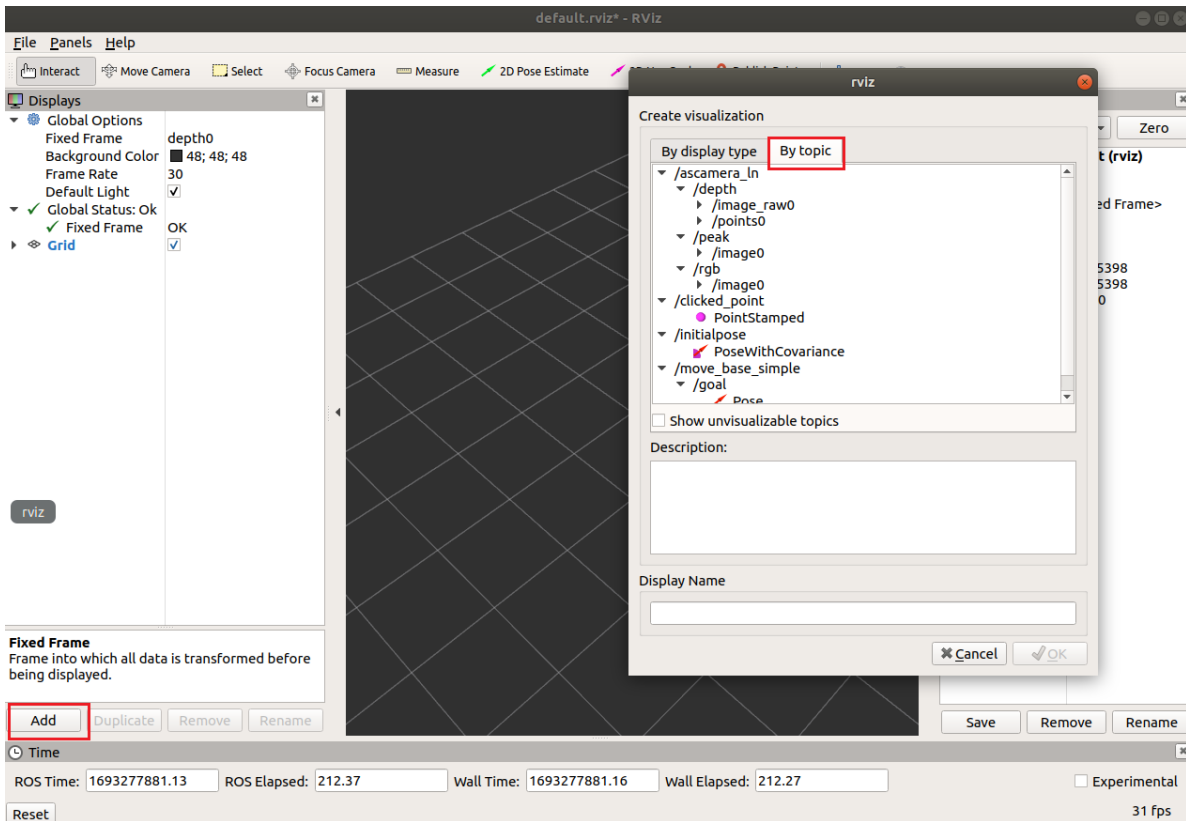 default.rviz* - RViz
File Panels Help
Interact Move Camera Select Focus Camera Measure 2D Pose Estimate
Displays
Global Options
Fixed Frame depth0
Background Color 48; 48; 48
Frame Rate 30
Default Light
Global Status: Ok
Fixed Frame OK
Grid
rviz
Fixed Frame
Frame into which all data is transformed before
being displayed.
Add Duplicate Remove Rename
rviz
Create visualization
By display type By topic
/ascamera_ln
/depth
/image_raw0
/points0
/peak
/image0
/rgb
/image0
/clicked_point
PointStamped
/initialpose
PoseWithCovariance
/move_base_simple
/goal
Pose
Show unvisualizable topics
Description:
Display Name
Cancel OK
Zero
t (rviz)
ed Frame>
5398
5398
0
Save Remove Rename
Time
ROS Time: 1693277881.13 ROS Elapsed: 212.37 Wall Time: 1693277881.16 Wall Elapsed: 212.27 Experimental
Reset 31 fps